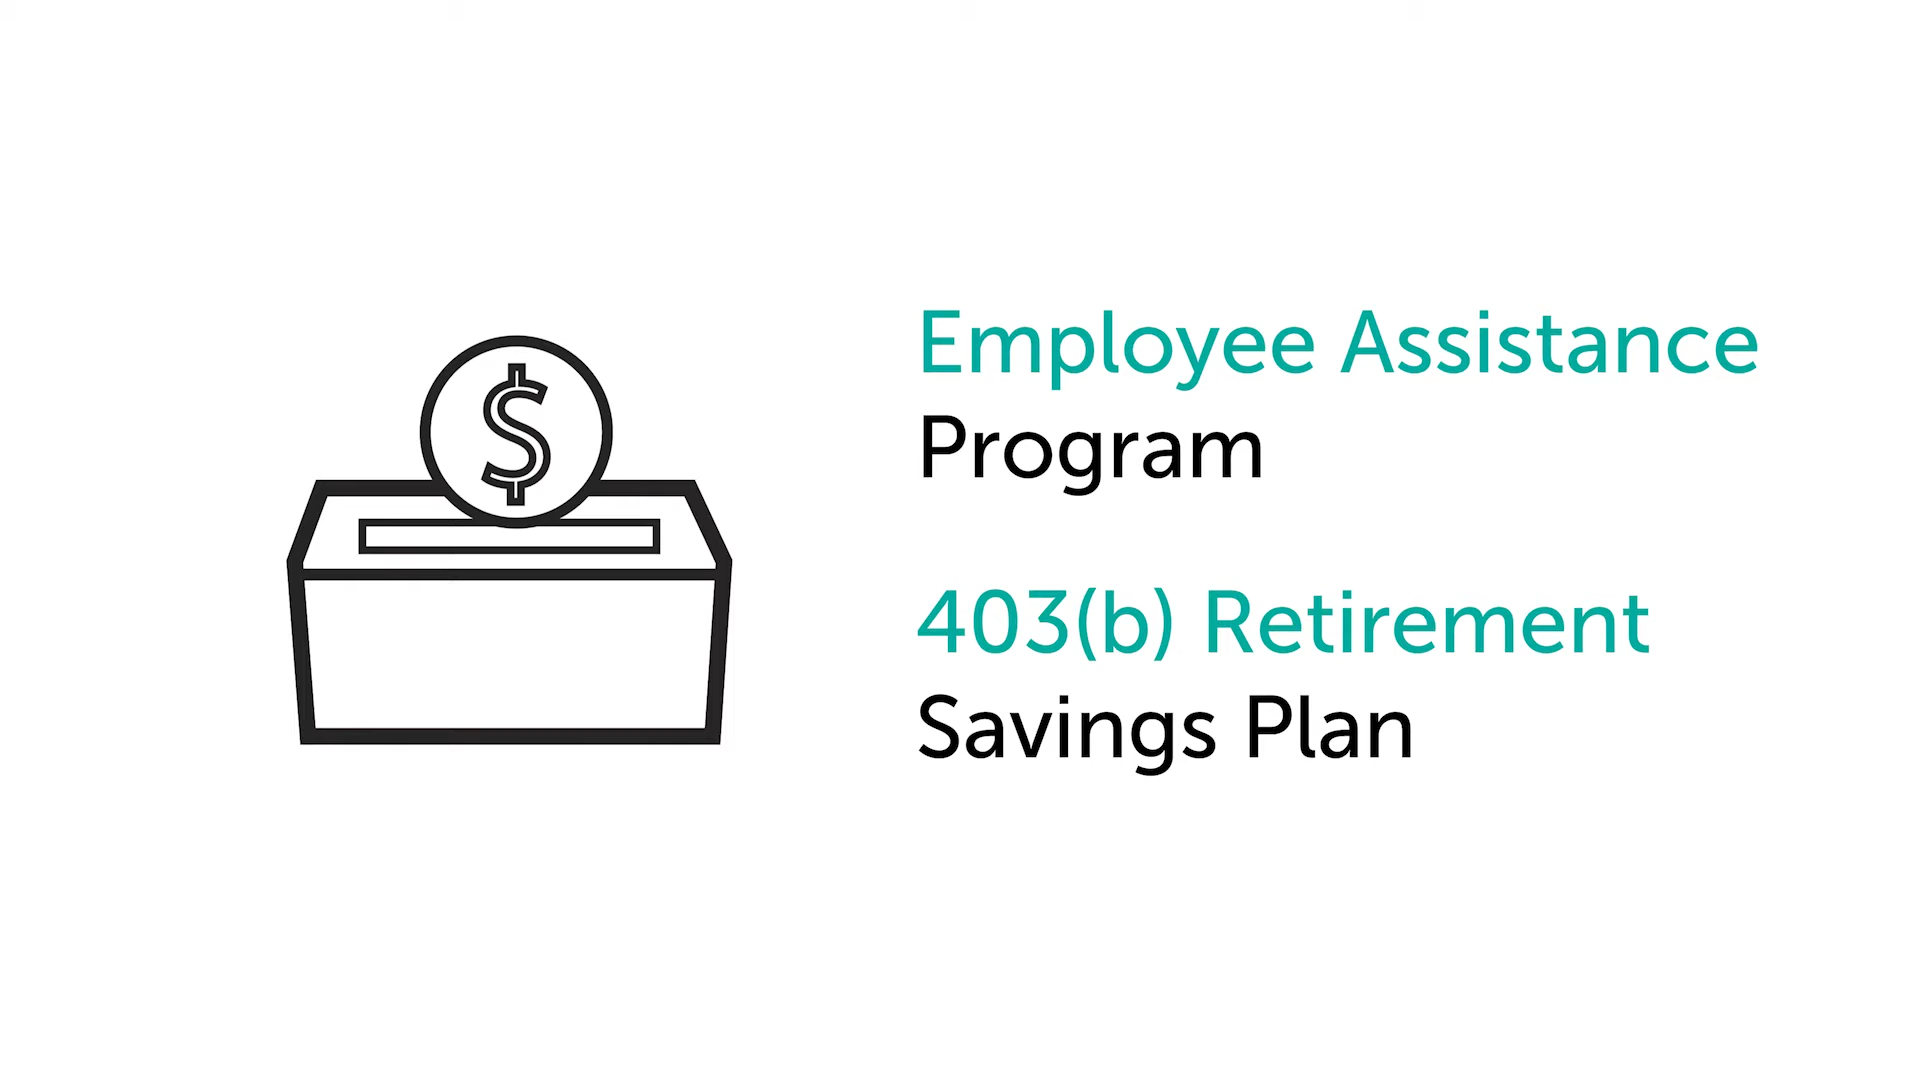 $
Employee Assistance
Program
403(b) Retirement
Savings Plan